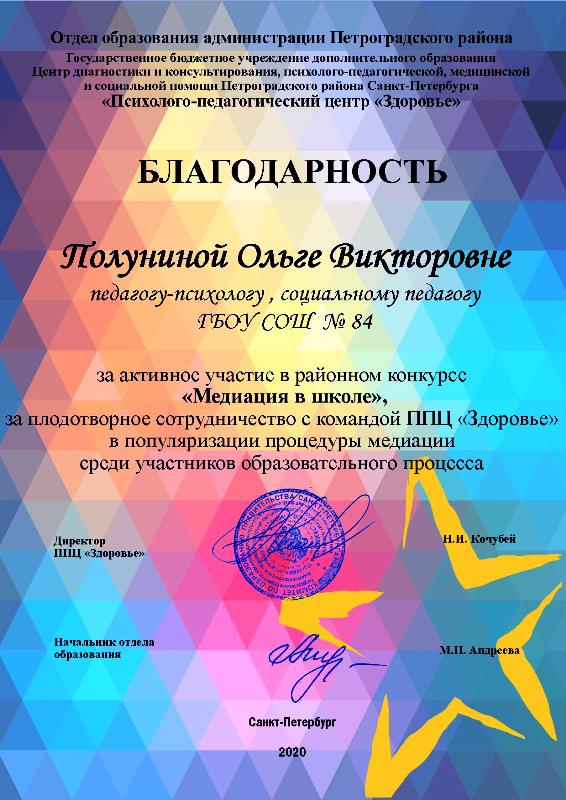 Отдел образования администрации Петроградского района
Государственное бюджетное учреждение дополнительного образования
Центр диагностики и консультирования, психолого-педагогической, медицинской
и социальной помощи Петроградского района Санкт-Петербурга
«Психолого-педагогический центр «Здоровье»
БЛАГОДАРНОСТЬ
Полуниной Ольге Викторовне
педагогу-психологу , социальному педагогу
ГБОУ СОШ № 84
за активное участие в районном конкурсе
«Медиация в школе»,
за плодотворное сотрудничество с командой ППЦ «Здоровье»
в популяризации процедуры медиации
среди участников образовательного процесса
Директор
ППЦ «Здоровье»
Н.И. Кочубей
Начальник отдела
образования
М.П. Андреева
Санкт-Петербург
2020